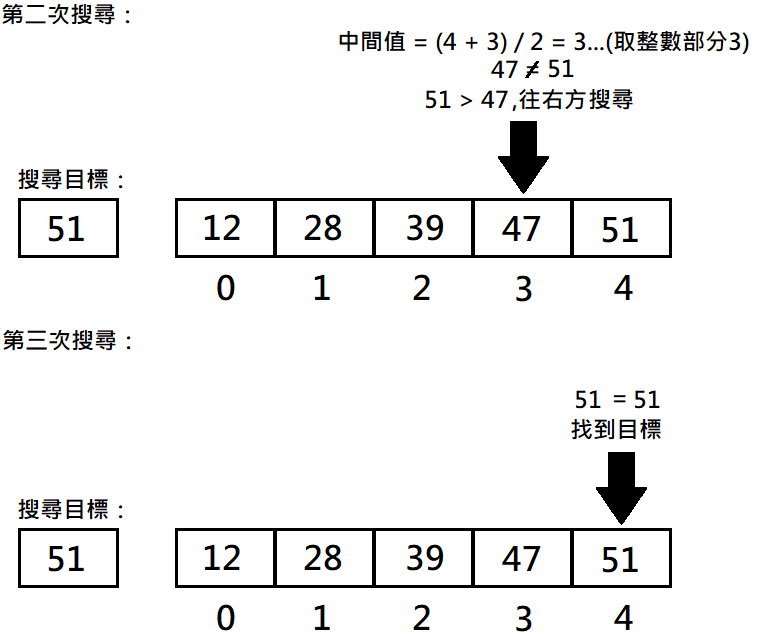 第二次搜尋：
中間值 = (4 + 3) / 2 = 3...(取整數部分3)
47 ≠ 51
51 > 47,往右方搜尋
搜尋目標：
51 12 28 39 47 51
0 1 2 3 4
第三次搜尋：
51 = 51
找到目標
搜尋目標：
51 12 28 39 47 51
0 1 2 3 4